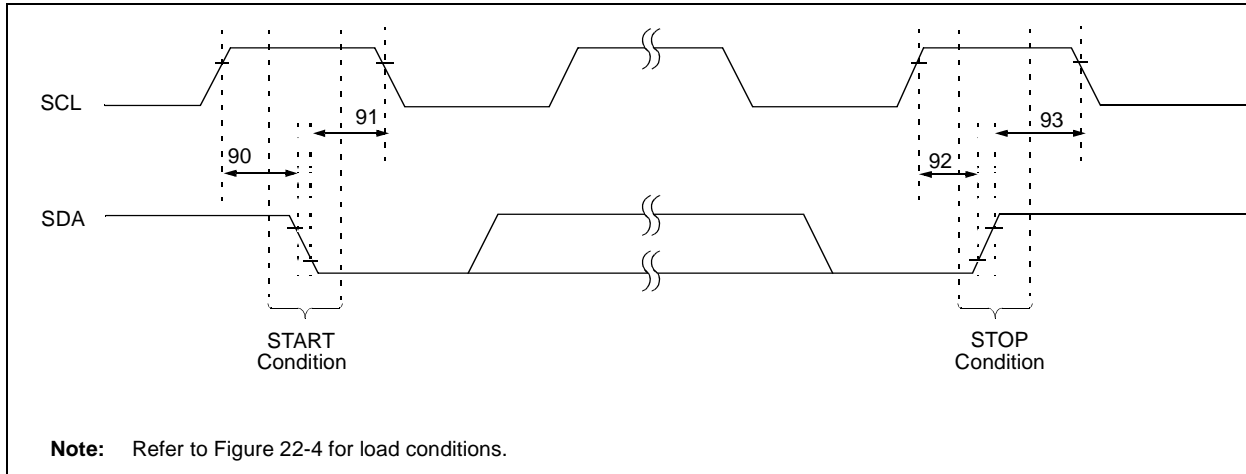 SCL
91
93
90
92
SDA
START
Condition
STOP
Condition
Note: Refer to Figure 22-4 for load conditions.